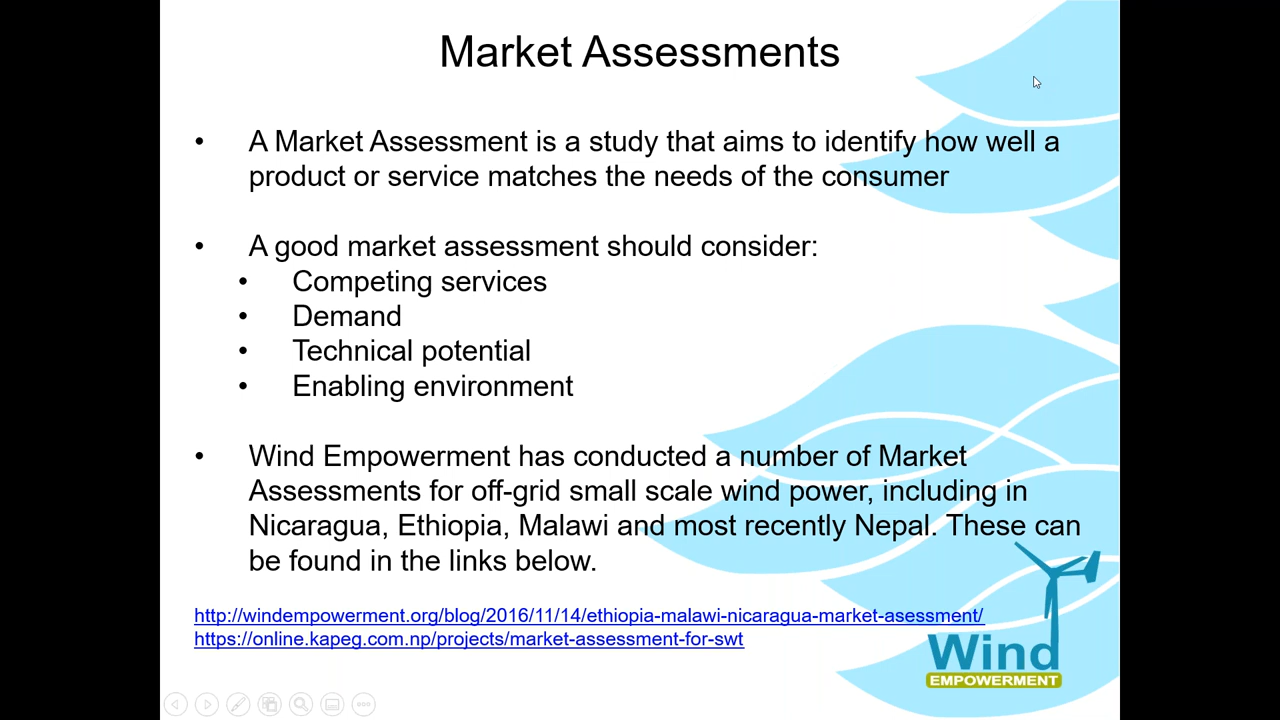 Market Assessments
• A Market Assessment is a study that aims to identify how well a
product or service matches the needs of the consumer
• A good market assessment should consider:
• Competing services
• Demand
• Technical potential
• Enabling environment
• Wind Empowerment has conducted a number of Market
Assessments for off-grid small scale wind power, including in
Nicaragua, Ethiopia, Malawi and most recently Nepal. These can
be found in the links below.
http://windempowerment.org/blog/2016/11/14/ethiopia-malawi-nicaragua-market-asessment/
https://online.kapeg.com.np/projects/market-assessment-for-swt
Wind
EMPOWERMENT